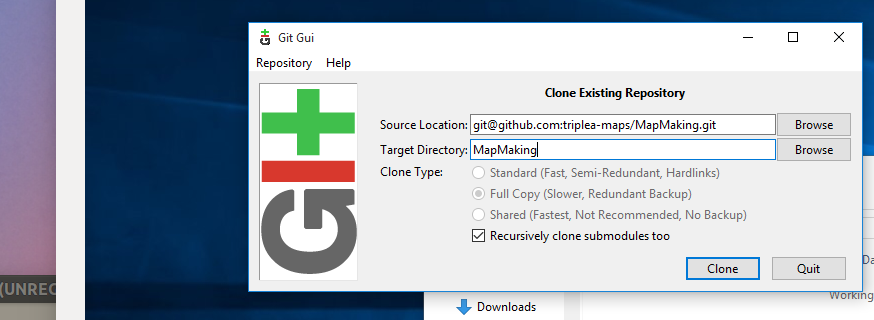 Git Gui
Repository Help
Clone Existing Repository
Source Location: git@github.com:triplea-maps/MapMaking.git Browse
Target Directory: MapMaking Browse
Clone Type: Standard (Fast, Semi-Redundant, Hardlinks)
Full Copy (Slower, Redundant Backup)
Shared (Fastest, Not Recommended, No Backup)
Recursively clone submodules too
Clone Quit
GIT
(UNREC
Da
Working
Downloads